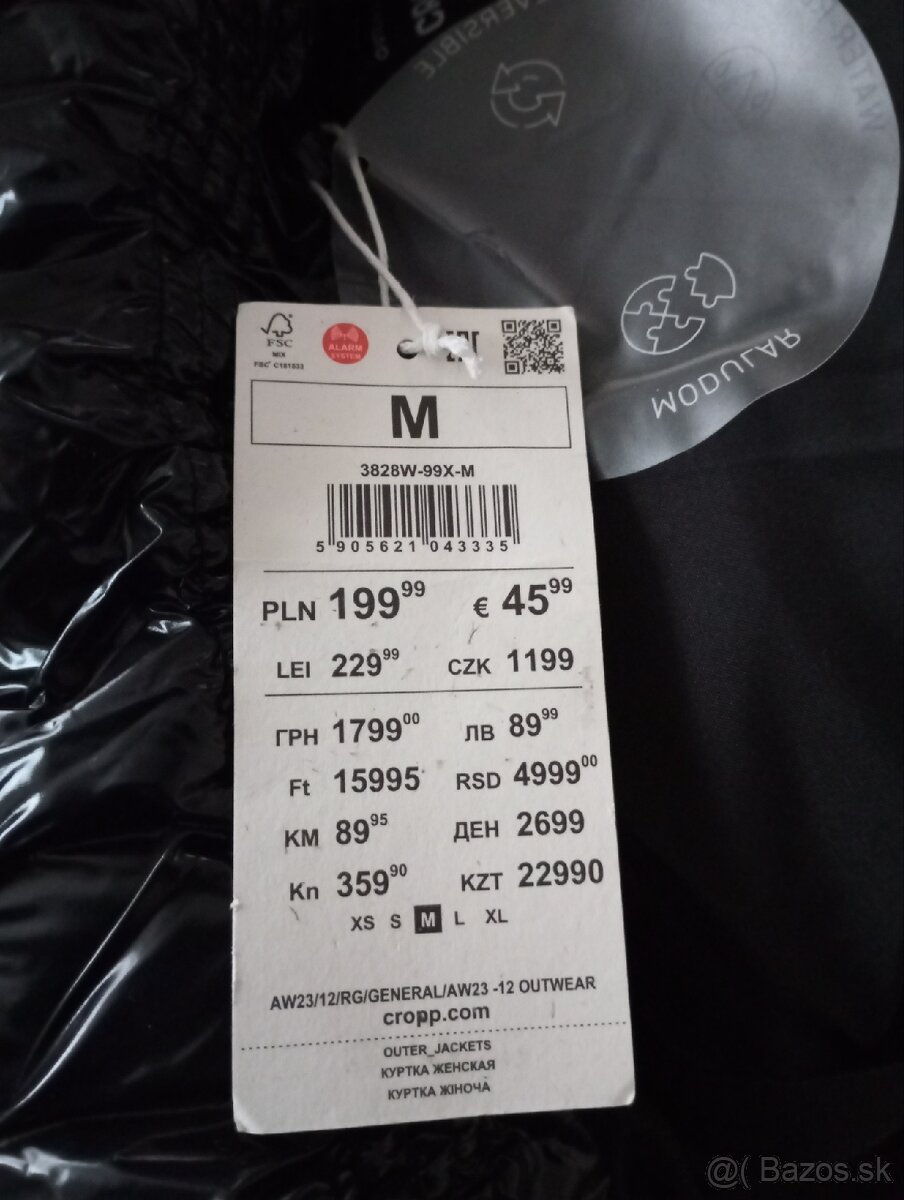 REVERSIBLE
MODULAR
FSC
MIX
FSC® C151533
ALARM
SYSTEM
M
3828W-99X-M
5 905621 043335
PLN 199⁹⁹ € 45⁹⁹
LEI 229⁹⁹ CZK 1199
ГРН 1799⁰⁰ ЛВ 89⁹⁹
Ft 15995 RSD 4999⁰⁰
KM 89⁹⁵ ДЕН 2699
Kn 359⁹⁰ KZT 22990
XS S M L XL
AW23/12/RG/GENERAL/AW23 -12 OUTWEAR
cropp.com
OUTER_JACKETS
КУРТКА ЖЕНСКАЯ
КУРТКА ЖІНОЧА
@( Bazos.sk